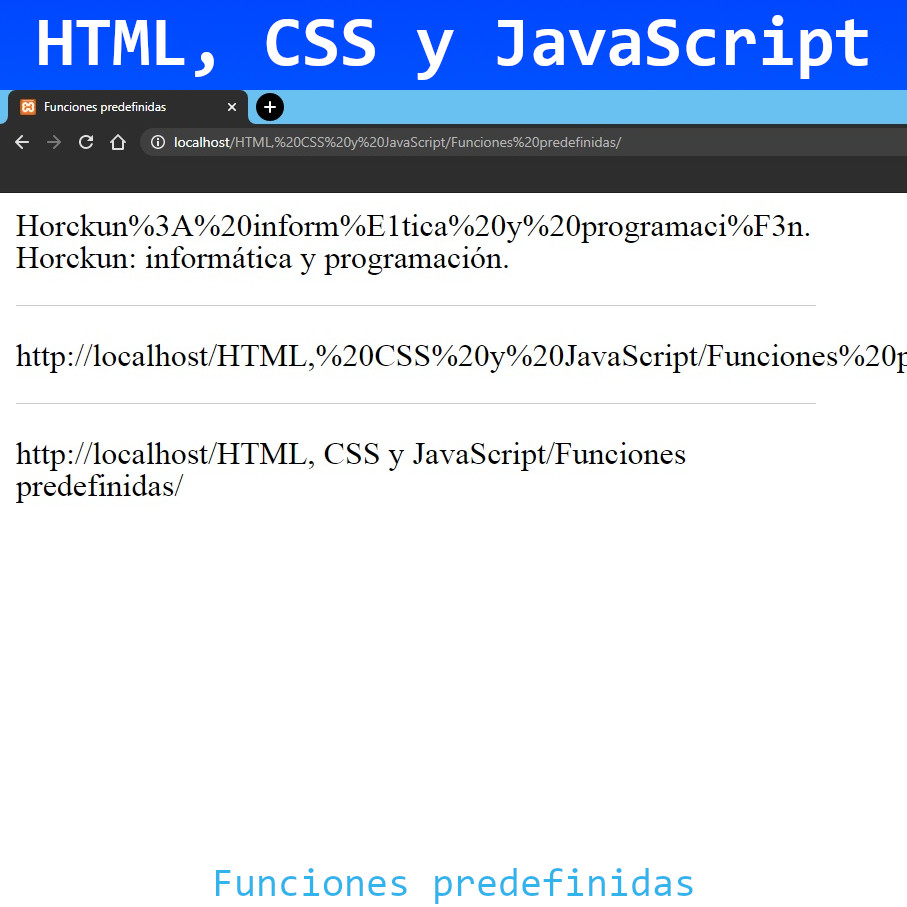 HTML, CSS y JavaScript
Funciones predefinidas
localhost/HTML,%20CSS%20y%20JavaScript/Funciones%20predefinidas/
Horckun%3A%20inform%E1tica%20y%20programaci%F3n.
Horckun: informática y programación.
http://localhost/HTML,%20CSS%20y%20JavaScript/Funciones%20p
http://localhost/HTML, CSS y JavaScript/Funciones
predefinidas/
Funciones predefinidas